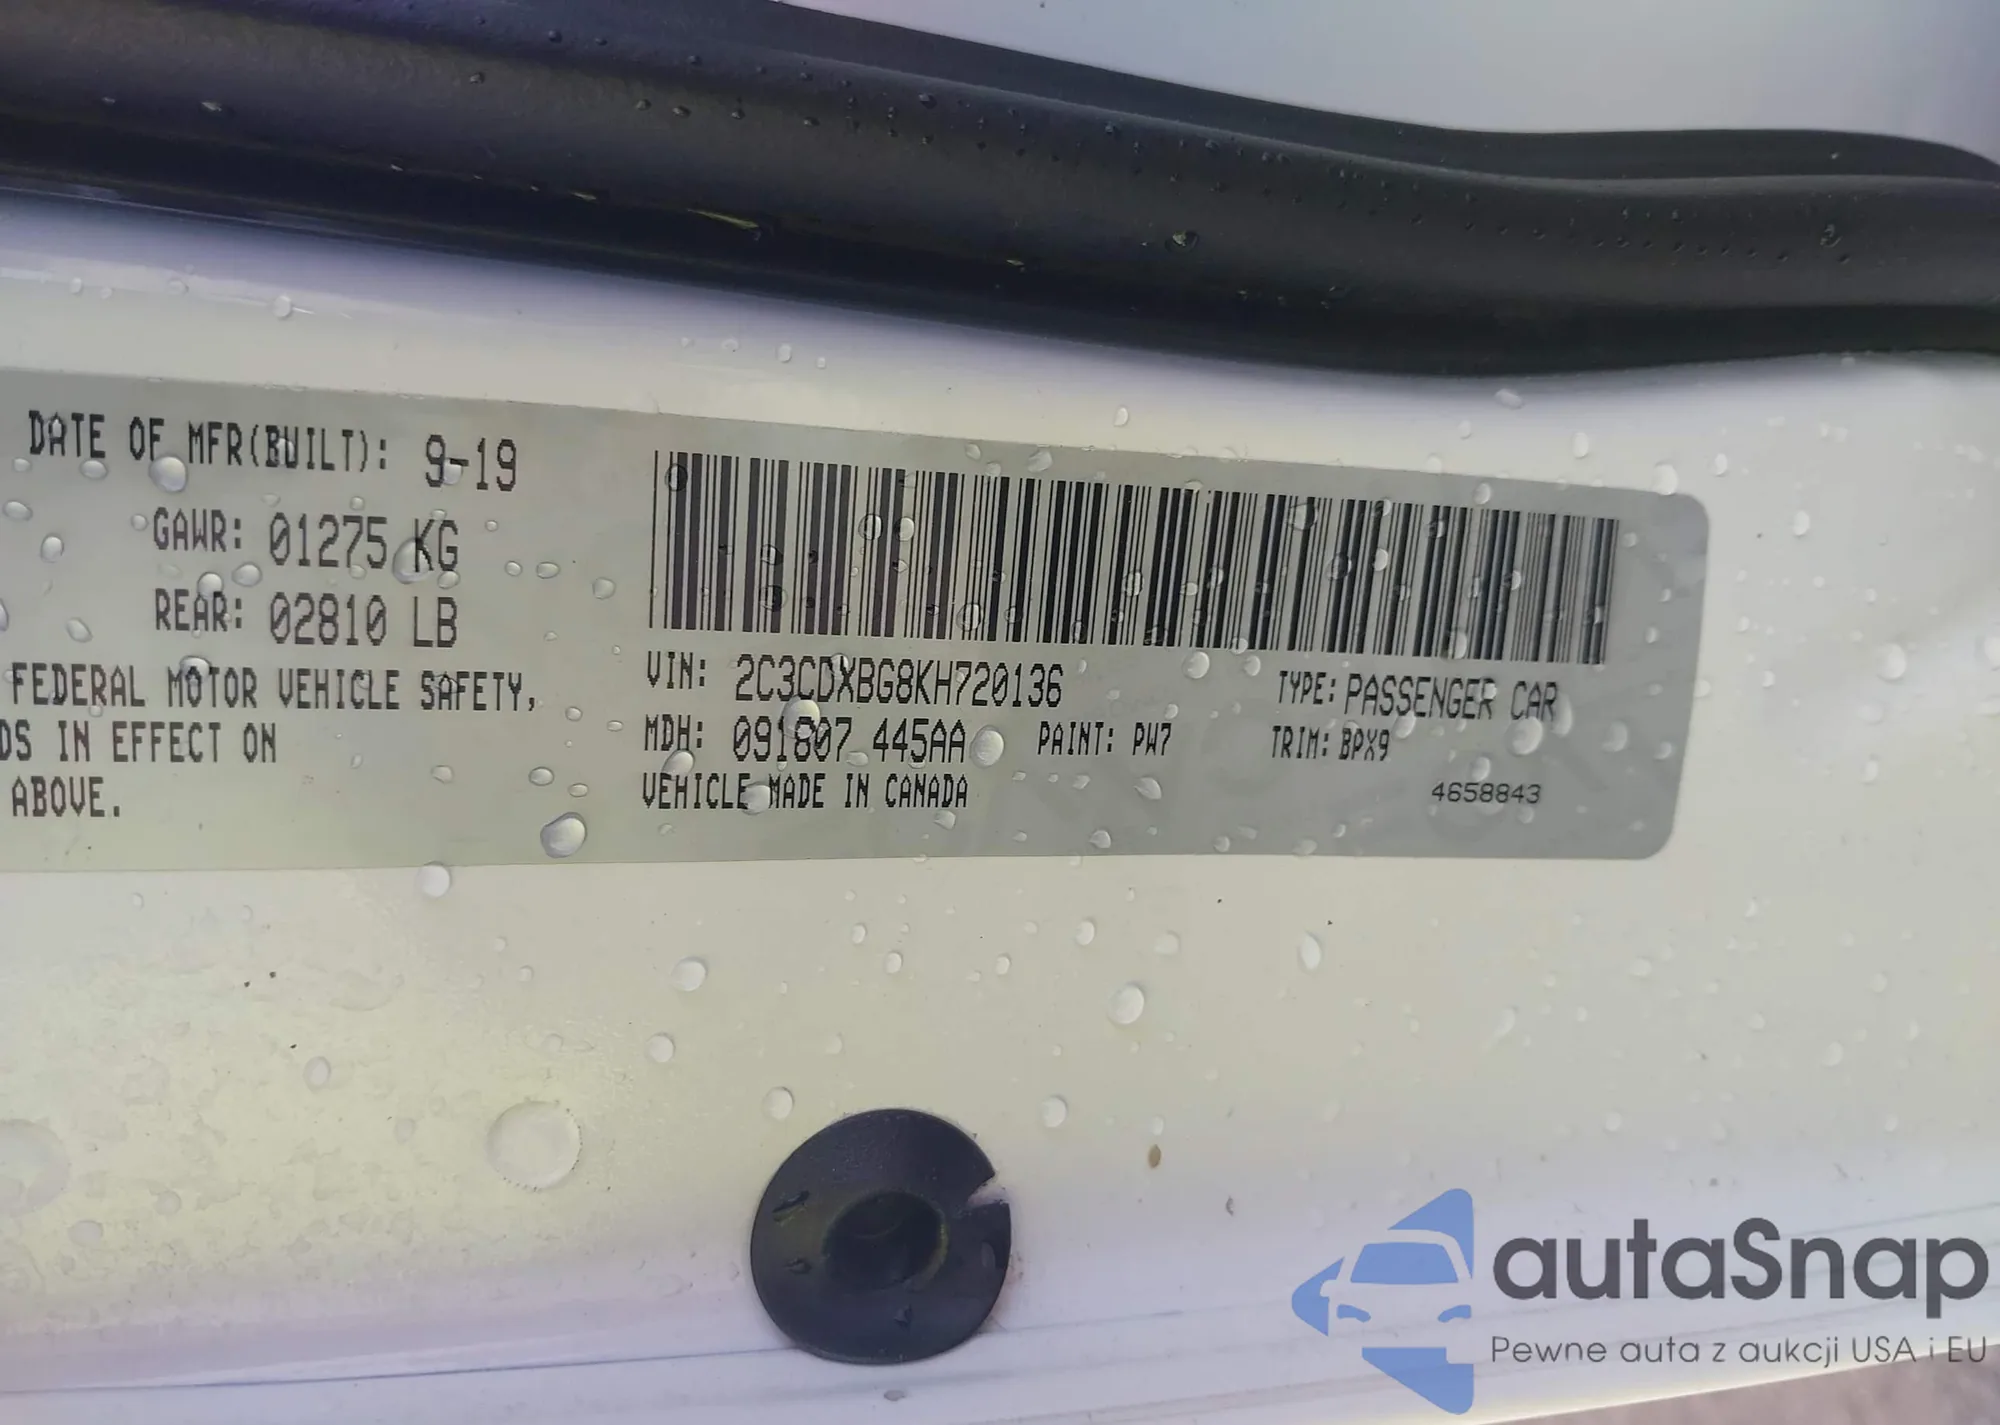 DATE OF MFR(BUILT): 9-19
GAWR: 01275 KG
REAR: 02810 LB
FEDERAL MOTOR VEHICLE SAFETY,
DS IN EFFECT ON
ABOVE.
VIN: 2C3CDXBG8KH720136
TYPE: PASSENGER CAR
MDH: 091807 445AA
PAINT: PW7
TRIM: BPX9
VEHICLE MADE IN CANADA
4658843
autaSnap
Pewne auta z aukcji USA i EU